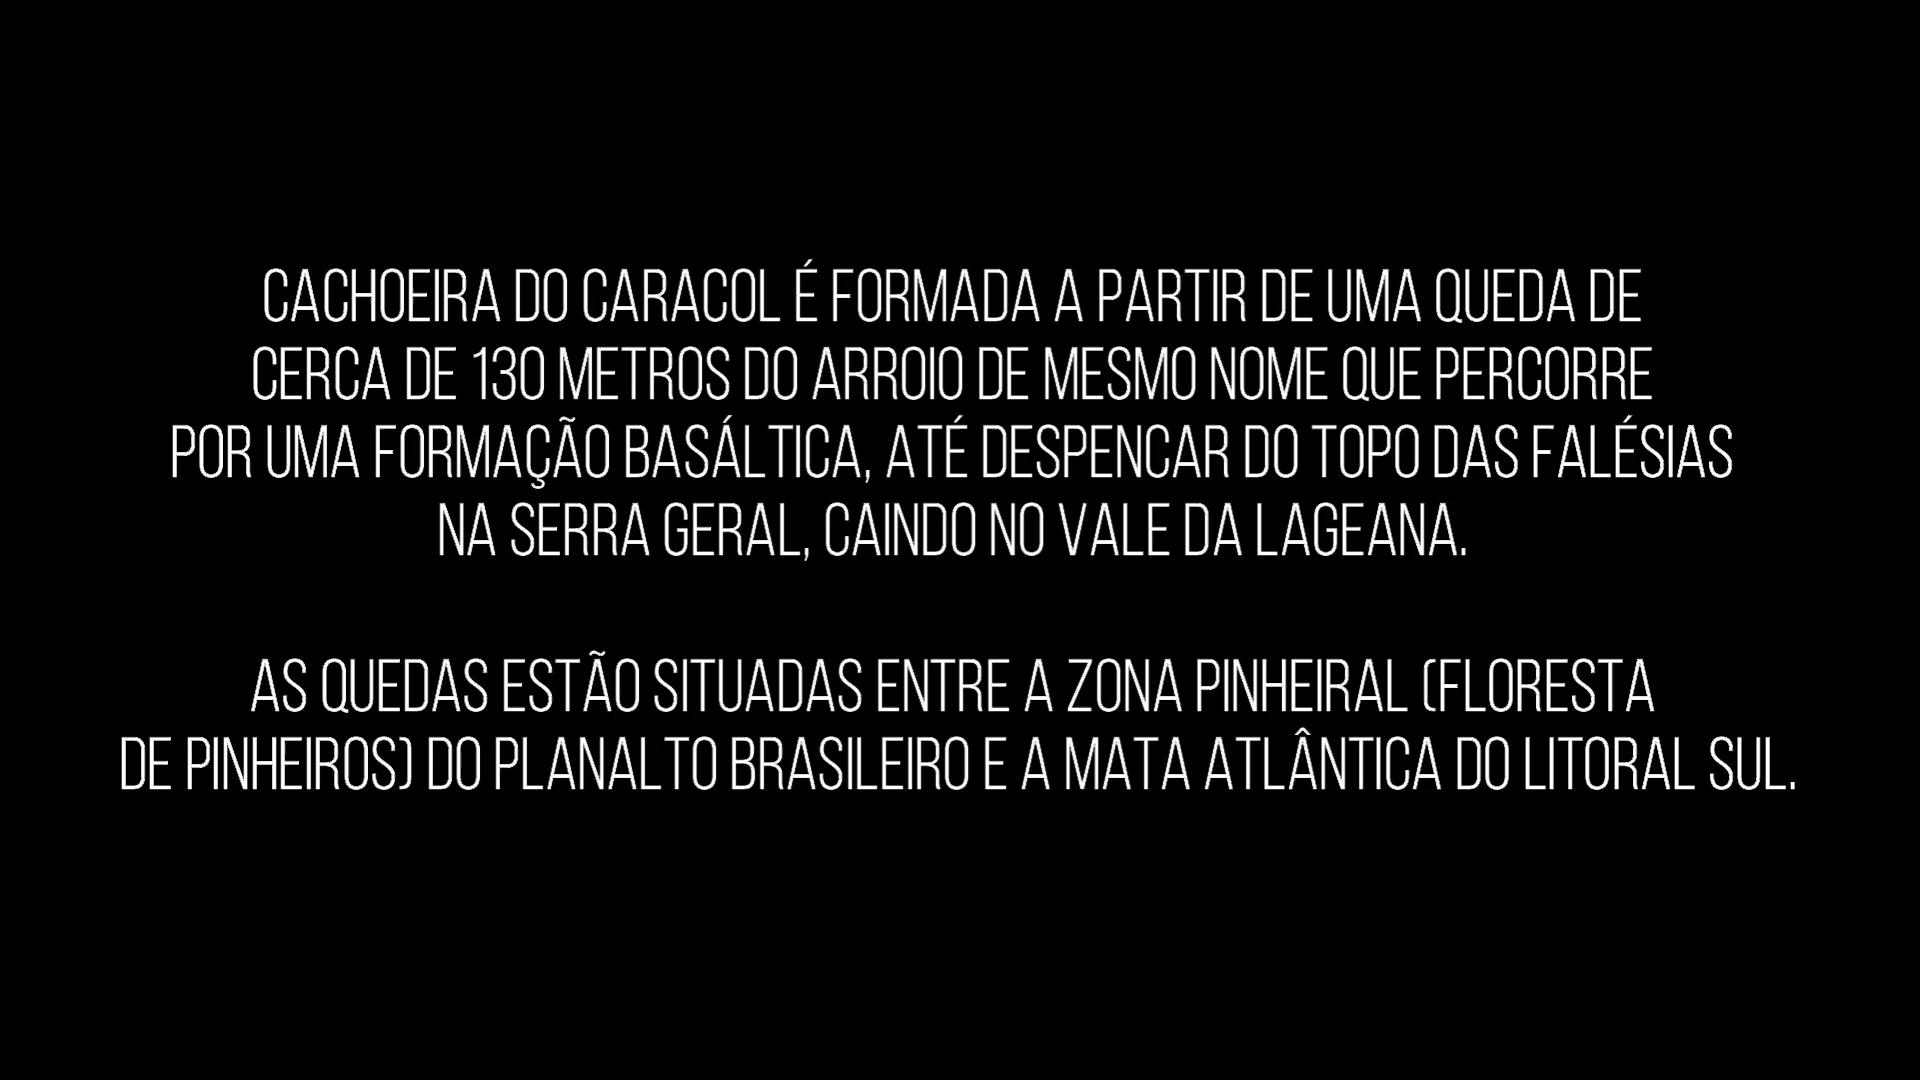 CACHOEIRA DO CARACOL É FORMADA A PARTIR DE UMA QUEDA DE
CERCA DE 130 METROS DO ARROIO DE MESMO NOME QUE PERCORRE
POR UMA FORMAÇÃO BASÁLTICA, ATÉ DESPENCAR DO TOPO DAS FALÉSIAS
NA SERRA GERAL, CAINDO NO VALE DA LAGEANA.
AS QUEDAS ESTÃO SITUADAS ENTRE A ZONA PINHEIRAL (FLORESTA
DE PINHEIROS) DO PLANALTO BRASILEIRO E A MATA ATLÂNTICA DO LITORAL SUL.